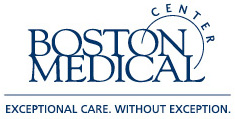 BOSTON
MEDICAL
CENTER
EXCEPTIONAL CARE. WITHOUT EXCEPTION.